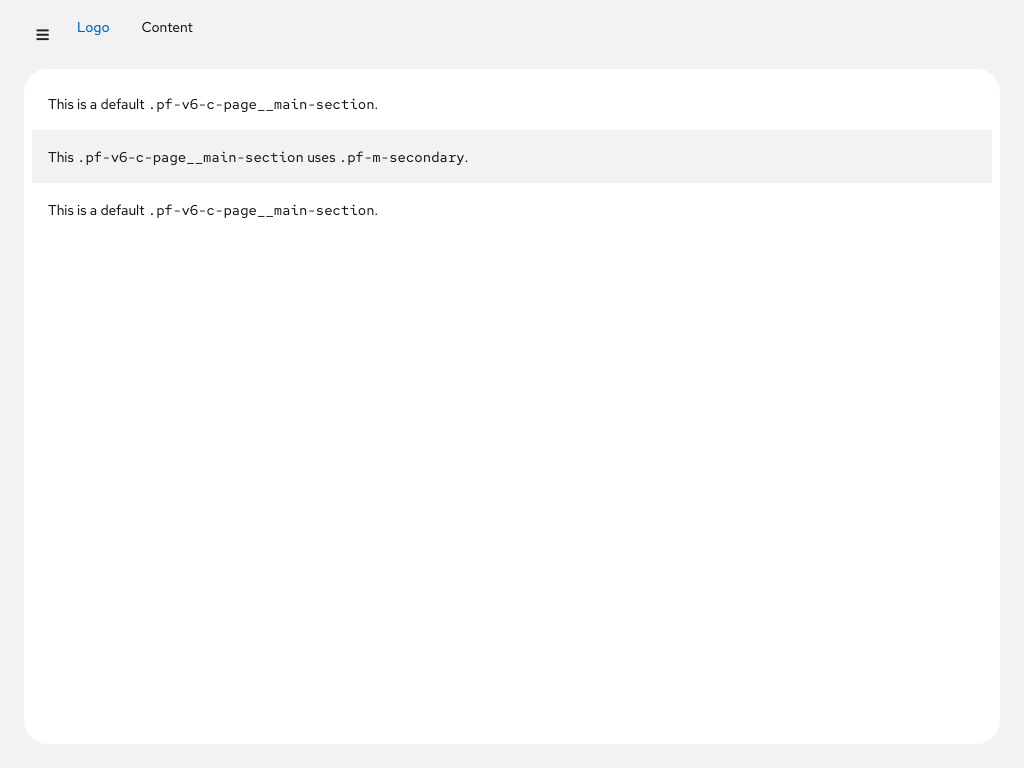 Logo Content
This is a default .pf-v6-c-page__main-section.
This .pf-v6-c-page__main-section uses .pf-m-secondary.
This is a default .pf-v6-c-page__main-section.